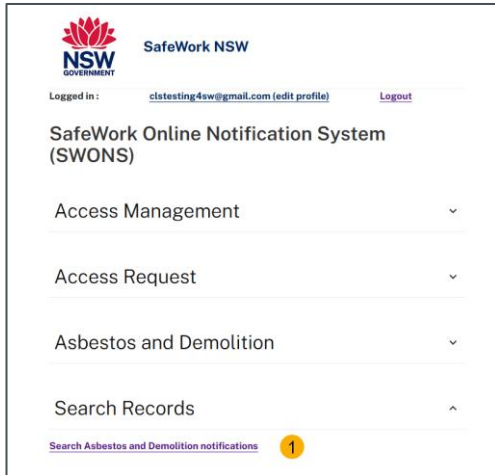 NSW
GOVERNMENT
SafeWork NSW
Logged in : clstesting4sw@gmail.com (edit profile) Logout
SafeWork Online Notification System
(SWONS)
Access Management
Access Request
Asbestos and Demolition
Search Records
Search Asbestos and Demolition notifications 1